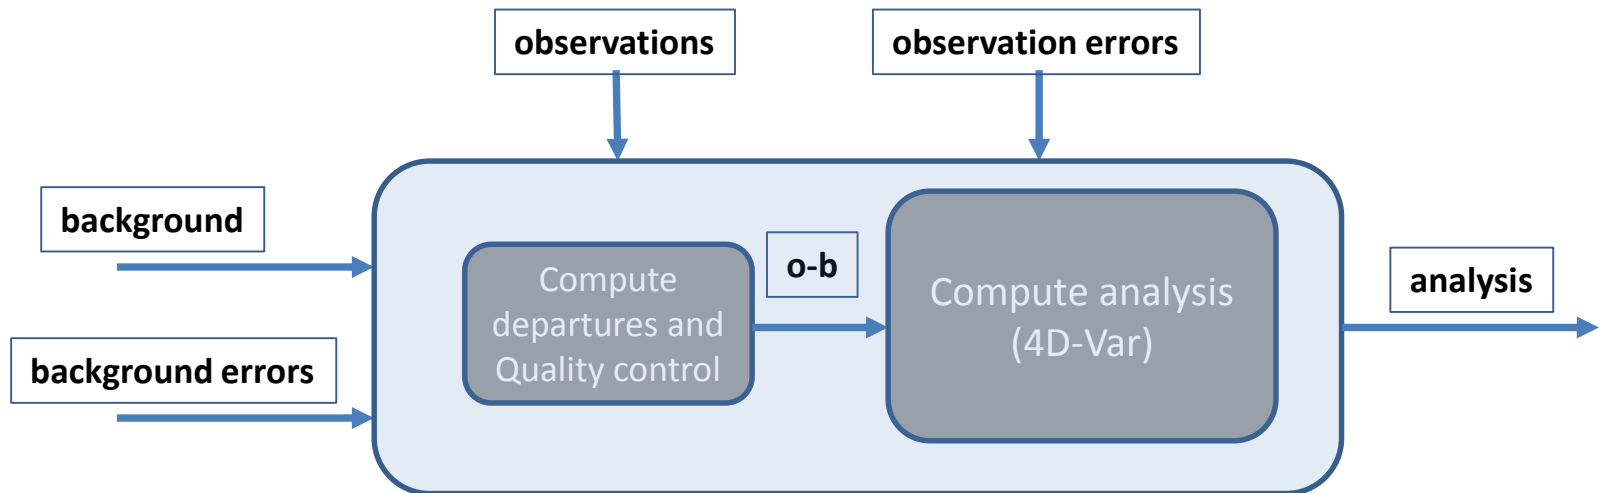 observations
observation errors
background
background errors
Compute
departures and
Quality control
o-b
Compute analysis
(4D-Var)
analysis